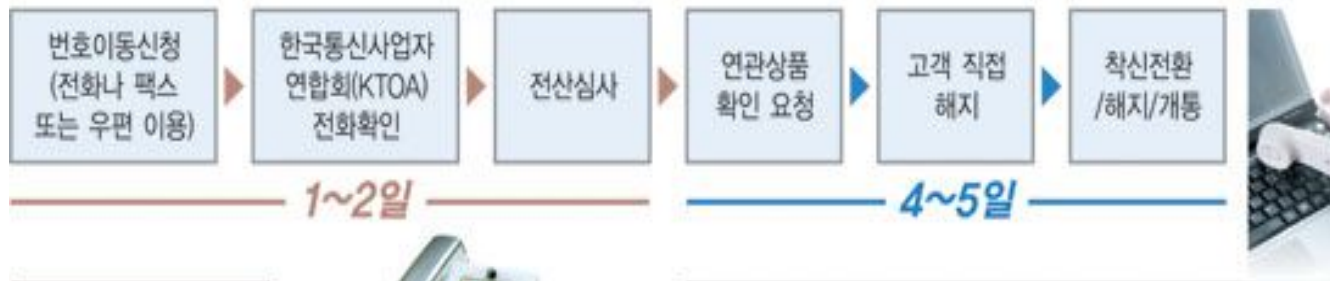 번호이동신청
(전화나 팩스
또는 우편 이용)
한국통신사업자
연합회(KTOA)
전화확인
전산심사
연관상품
확인 요청
고객 직접
해지
착신전환
/해지/개통
1~2일
4~5일